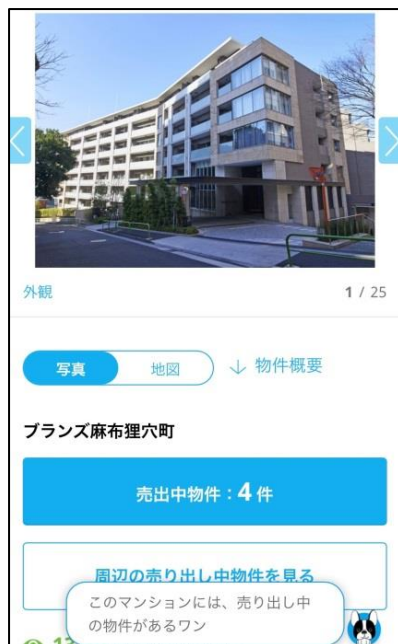 外観
1 / 25
写真
地図
↓ 物件概要
ブランズ麻布狸穴町
売出中物件：4 件
周辺の売り出し中物件を見る
このマンションには、売り出し中
の物件があるワン